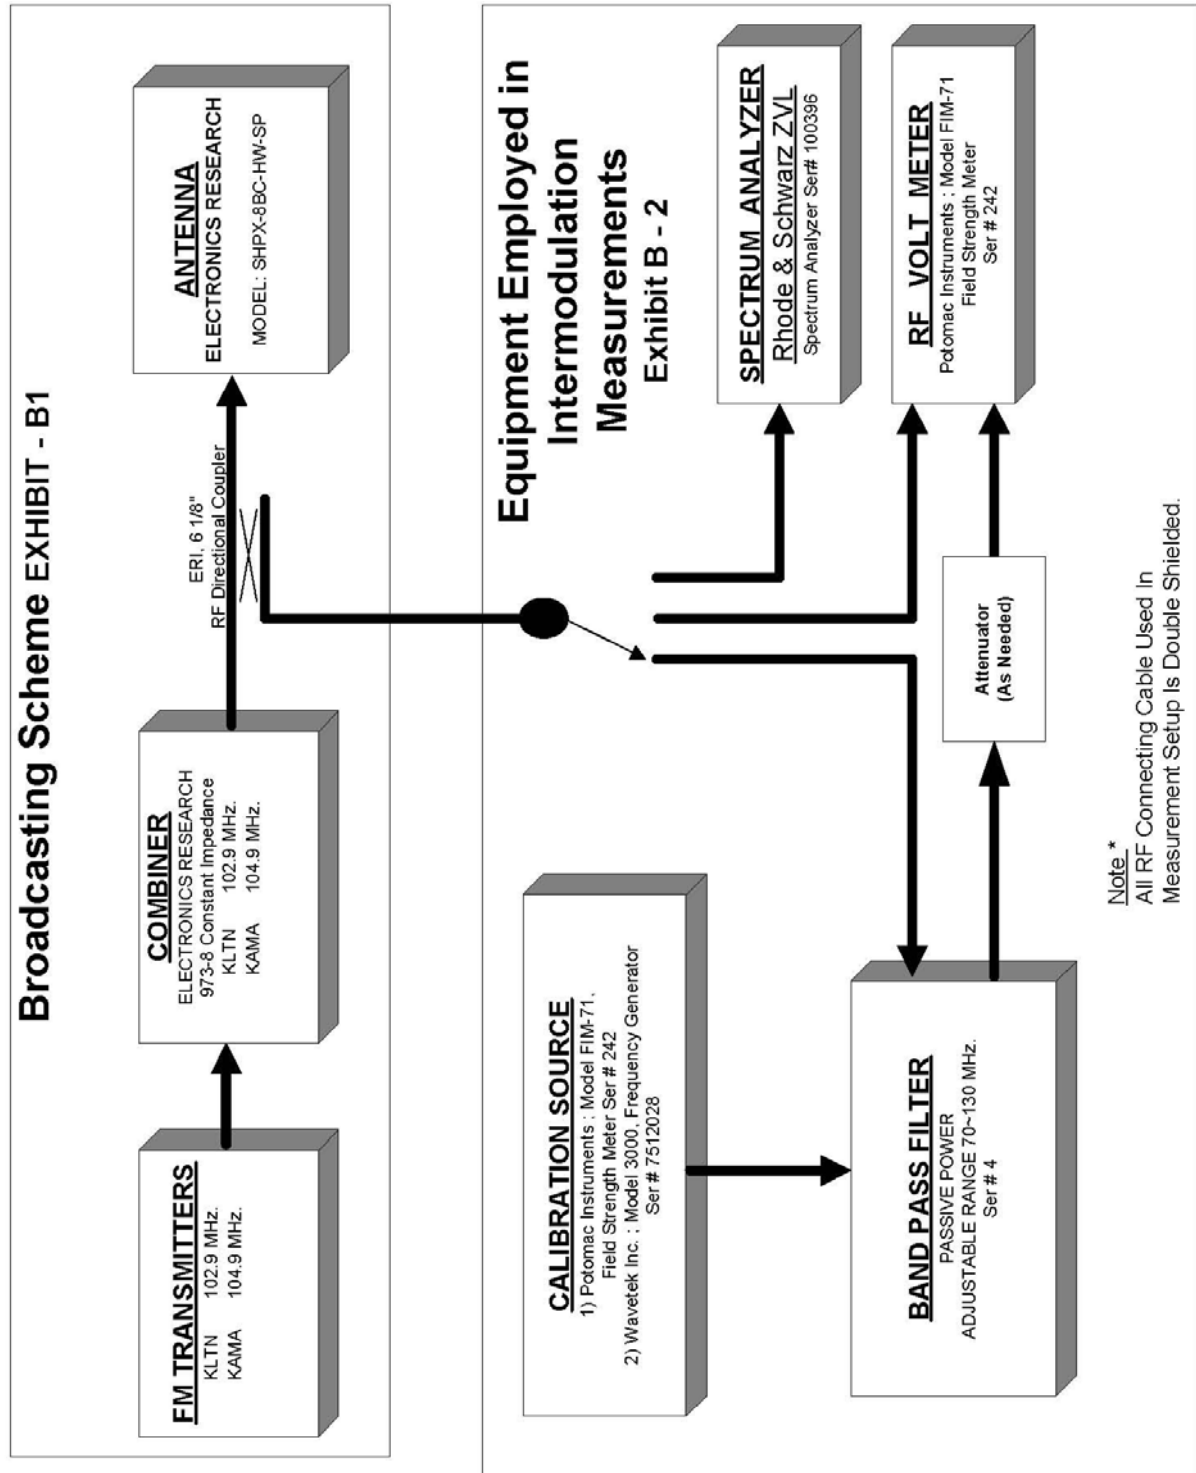 Broadcasting Scheme EXHIBIT - B1
FM TRANSMITTERS
KLTN 102.9 MHz.
KAMA 104.9 MHz.
COMBINER
ELECTRONICS RESEARCH
973-8 Constant Impedance
KLTN 102.9 MHz.
KAMA 104.9 MHz.
ERI, 6 1/8"
RF Directional Coupler
ANTENNA
ELECTRONICS RESEARCH
MODEL: SHPX-8BC-HW-SP
Equipment Employed in
Intermodulation
Measurements
Exhibit B - 2
CALIBRATION SOURCE
1) Potomac Instruments ; Model FIM-71.
Field Strength Meter Ser # 242
2) Wavetek Inc. ; Model 3000, Frequency Generator
Ser # 7512028
SPECTRUM ANALYZER
Rhode & Schwarz ZVL
Spectrum Analyzer Ser# 100396
RF VOLT METER
Potomac Instruments ; Model FIM-71
Field Strength Meter
Ser # 242
BAND PASS FILTER
PASSIVE POWER
ADJUSTABLE RANGE 70~130 MHz.
Ser # 4
Attenuator
(As Needed)
Note *
All RF Connecting Cable Used In
Measurement Setup Is Double Shielded.